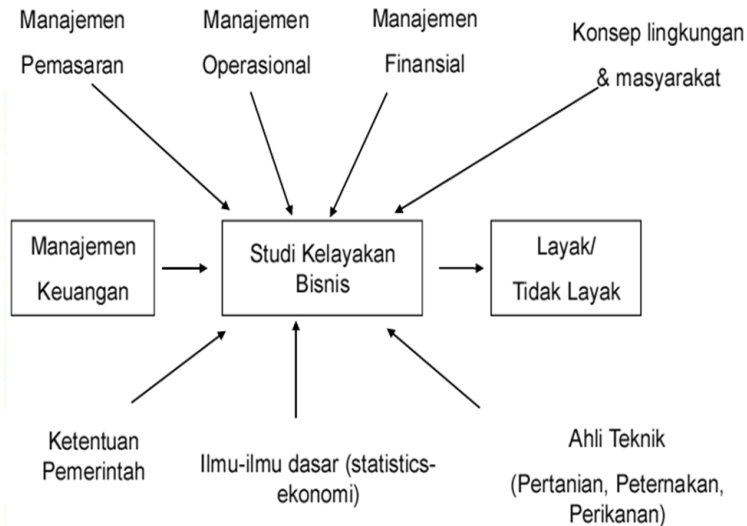 Manajemen
Pemasaran
Manajemen
Operasional
Manajemen
Finansial
Konsep lingkungan
& masyarakat
Manajemen
Keuangan
Studi Kelayakan
Bisnis
Layak/
Tidak Layak
Ketentuan
Pemerintah
Ilmu-ilmu dasar (statistics-
ekonomi)
Ahli Teknik
(Pertanian, Peternakan,
Perikanan)